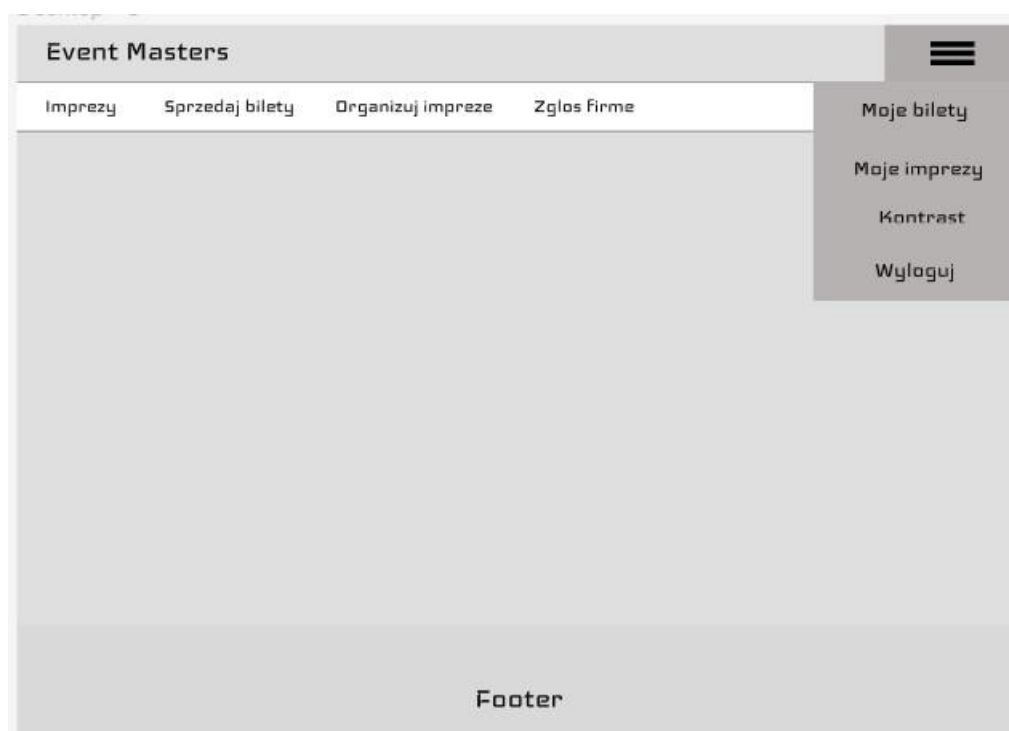 Event Masters
Imprezy Sprzedaj bilety Organizuj impreze Zglos firme
Moje bilety
Moje imprezy
Kontrast
Wyloguj
Footer